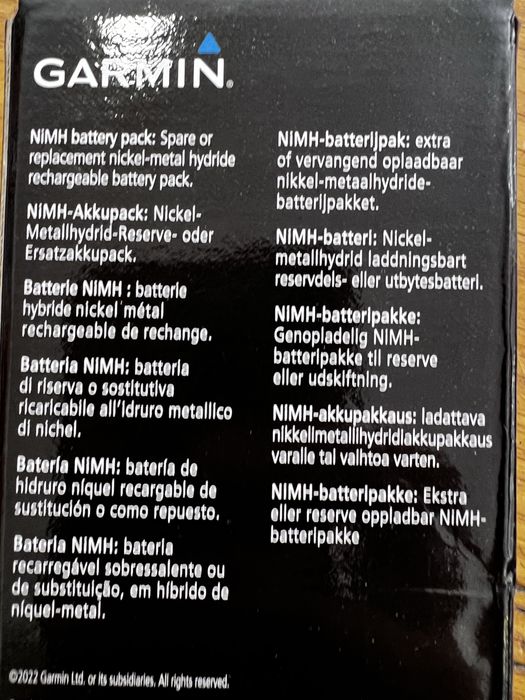 GARMIN®
NiMH battery pack: Spare or
replacement nickel-metal hydride
rechargeable battery pack.
NiMH-Akkupack: Nickel-
Metallhydrid-Reserve- oder
Ersatzakkupack.
Batterie NiMH : batterie
hybride nickel métal
rechargeable de rechange.
Batteria NiMH: batteria
di riserva o sostitutiva
ricaricabile all'idruro metallico
di nichel.
Batería NiMH: batería de
hidruro níquel recargable de
sustitución o como repuesto.
Bateria NiMH: bateria
recarregável sobressalente ou
de substituição, em híbrido de
níquel-metal.
NiMH-batterijpak: extra
of vervangend oplaadbaar
nikkel-metaalhydride-
batterijpakket.
NiMH-batteri: Nickel-
metallhydrid laddningsbart
reservdels- eller utbytesbatteri.
NiMH-batteripakke:
Genopladelig NiMH-
batteripakke til reserve
eller udskiftning.
NiMH-akkupakkaus: ladattava
nikkelimetallihydridiakkupakkaus
varalle tai vaihtoa varten.
NiMH-batteripakke: Ekstra
eller reserve oppladbar NiMH-
batteripakke
©2022 Garmin Ltd. or its subsidiaries. All rights reserved.